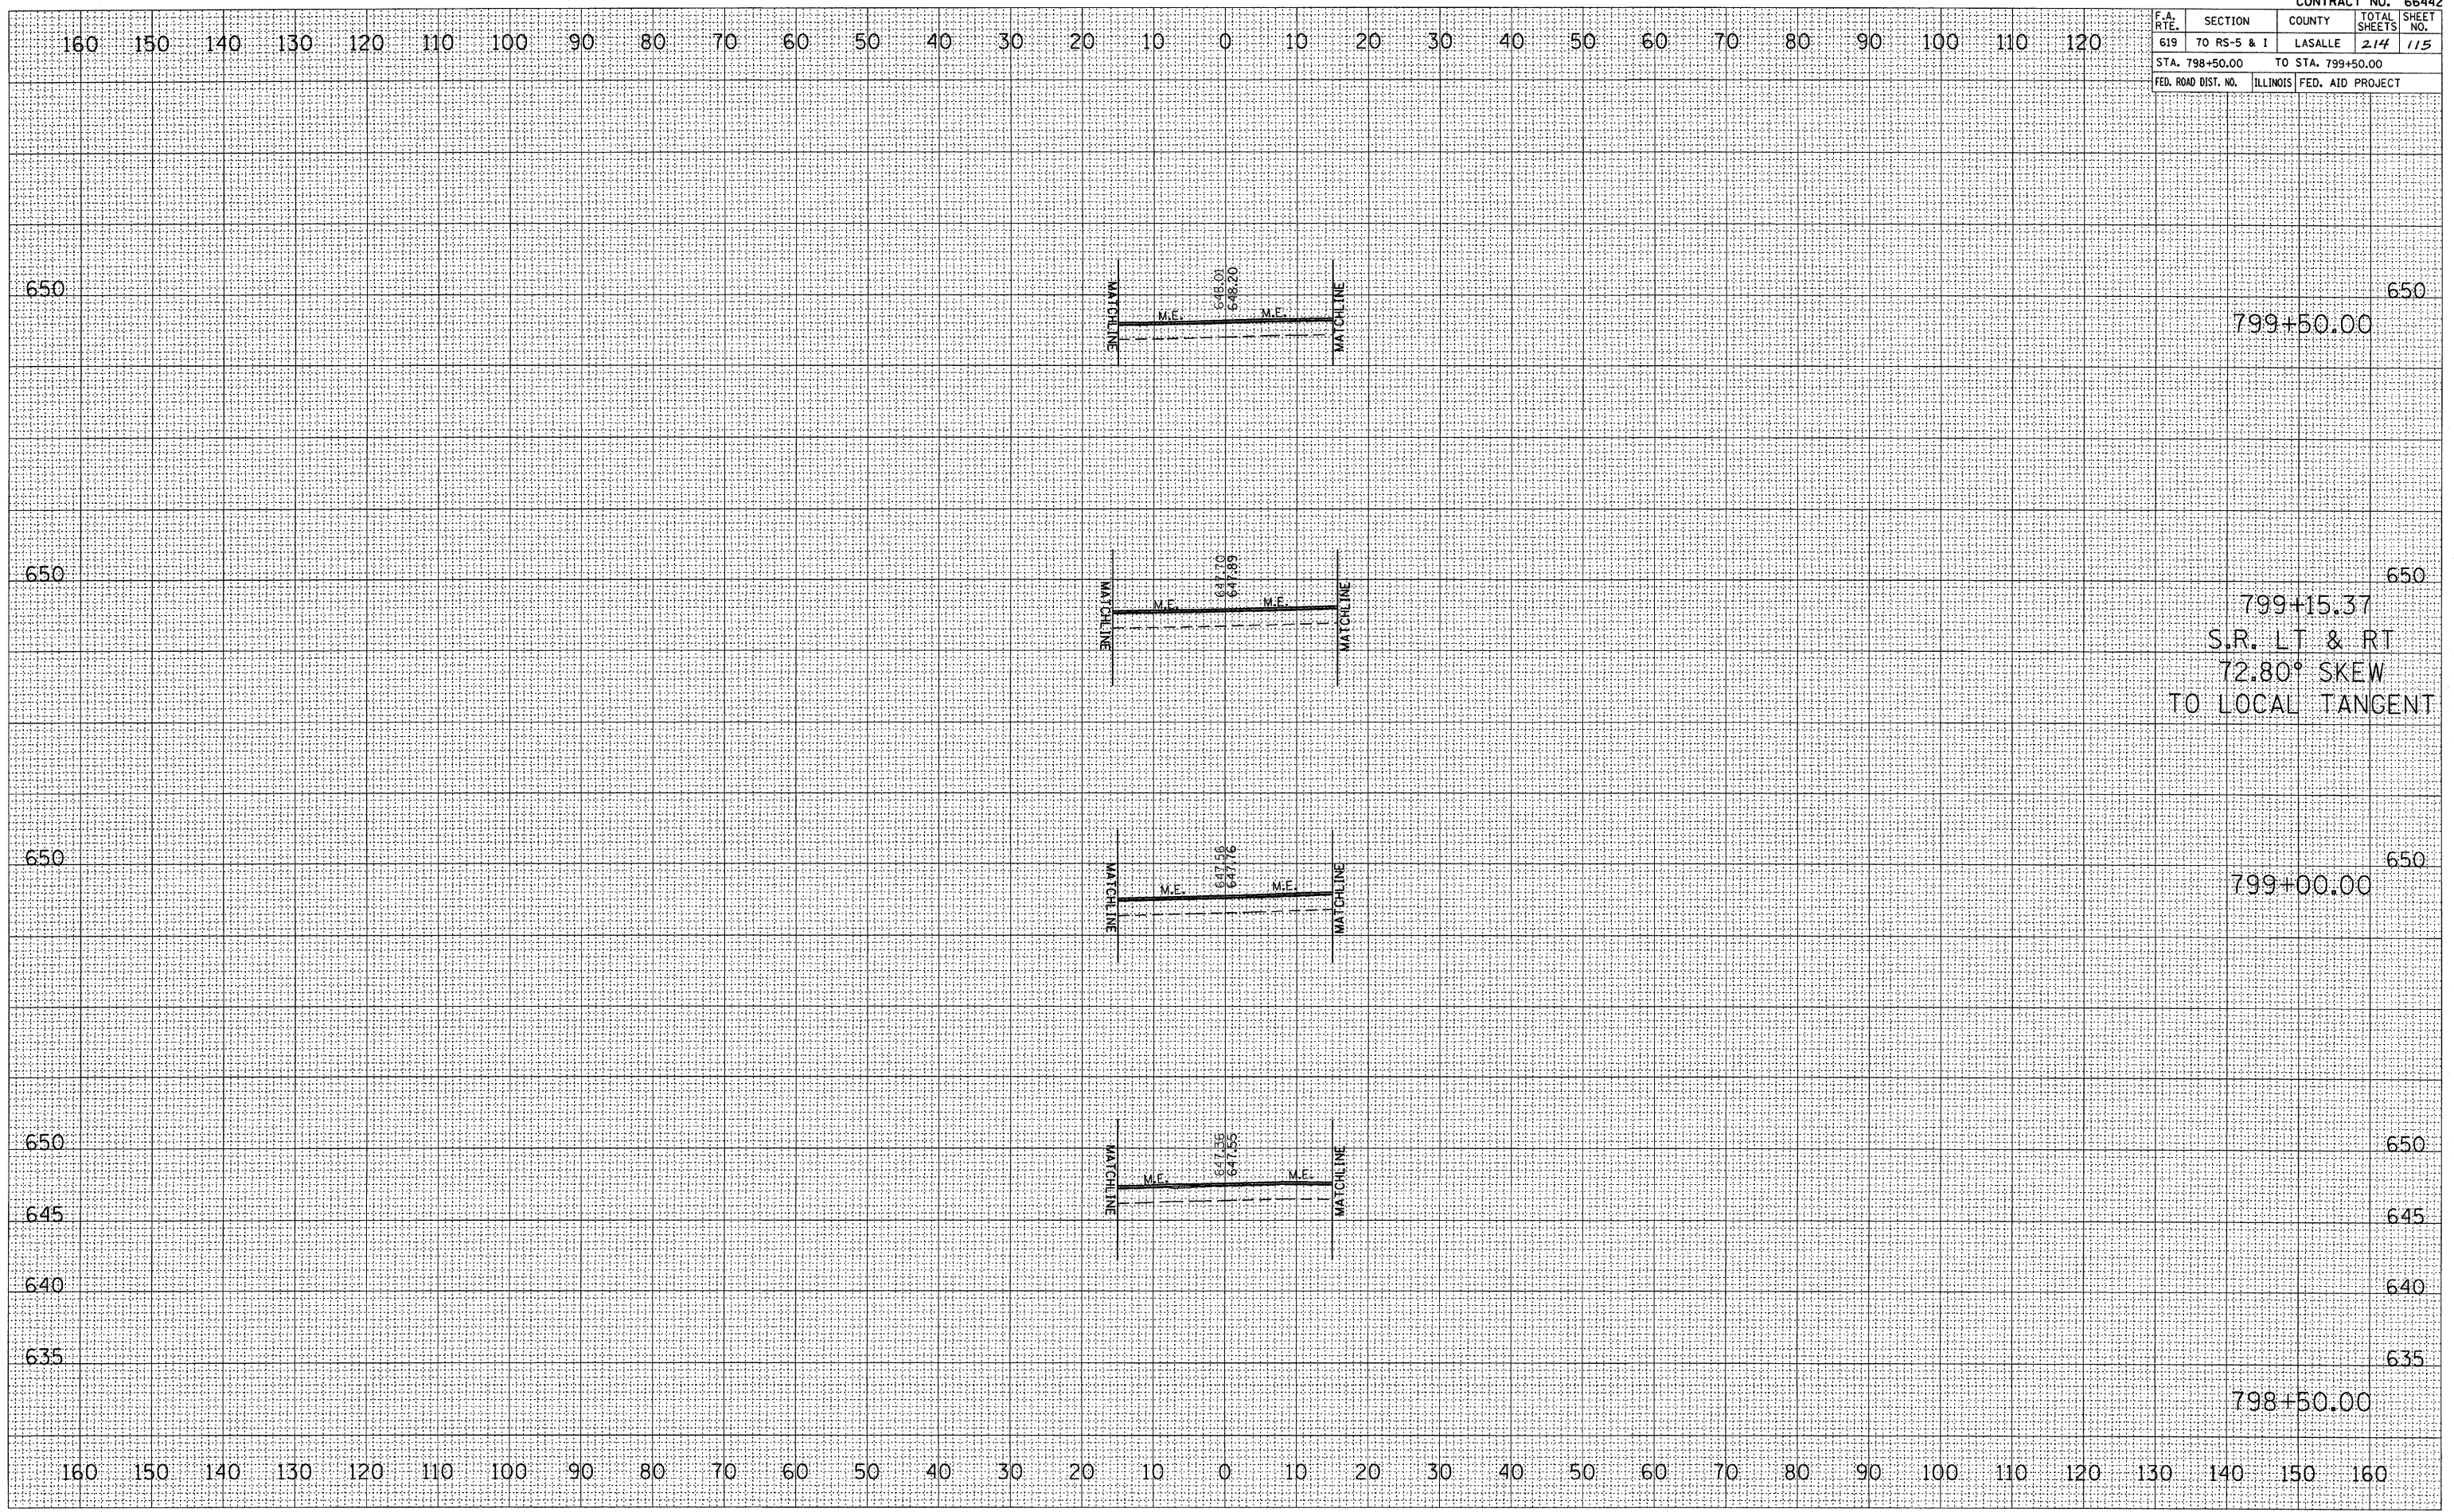 CONTRACT NO. 66442
F.A. RTE. SECTION COUNTY TOTAL SHEETS SHEET NO.
619 70 RS-5 & I LASALLE 214 115
STA. 798+50.00 TO STA. 799+50.00
FED. ROAD DIST. NO. ILLINOIS FED. AID PROJECT
160 150 140 130 120 110 100 90 80 70 60 50 40 30 20 10 0 10 20 30 40 50 60 70 80 90 100 110 120
650 MATCHLINE M.E. 648.01 648.20 M.E. MATCHLINE 650
799+50.00
650 MATCHLINE M.E. 647.70 647.89 M.E. MATCHLINE 650
799+15.37
S.R. LT & RT
72.80° SKEW
TO LOCAL TANGENT
650 MATCHLINE M.E. 647.56 647.76 M.E. MATCHLINE 650
799+00.00
650 MATCHLINE M.E. 647.36 647.55 M.E. MATCHLINE 650
645 645
640 640
635 635
798+50.00
160 150 140 130 120 110 100 90 80 70 60 50 40 30 20 10 0 10 20 30 40 50 60 70 80 90 100 110 120 130 140 150 160